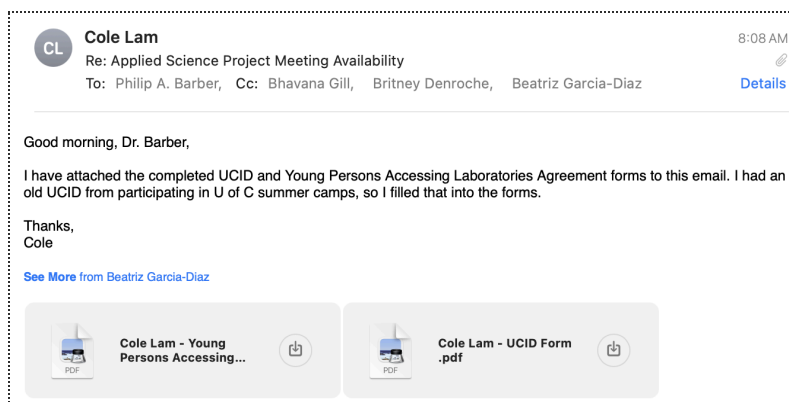 CL
Cole Lam
8:08 AM
Re: Applied Science Project Meeting Availability
To: Philip A. Barber, Cc: Bhavana Gill, Britney Denroche, Beatriz Garcia-Diaz
Details
Good morning, Dr. Barber,
I have attached the completed UCID and Young Persons Accessing Laboratories Agreement forms to this email. I had an
old UCID from participating in U of C summer camps, so I filled that into the forms.
Thanks,
Cole
See More from Beatriz Garcia-Diaz
PDF
Cole Lam - Young
Persons Accessing...
PDF
Cole Lam - UCID Form
.pdf